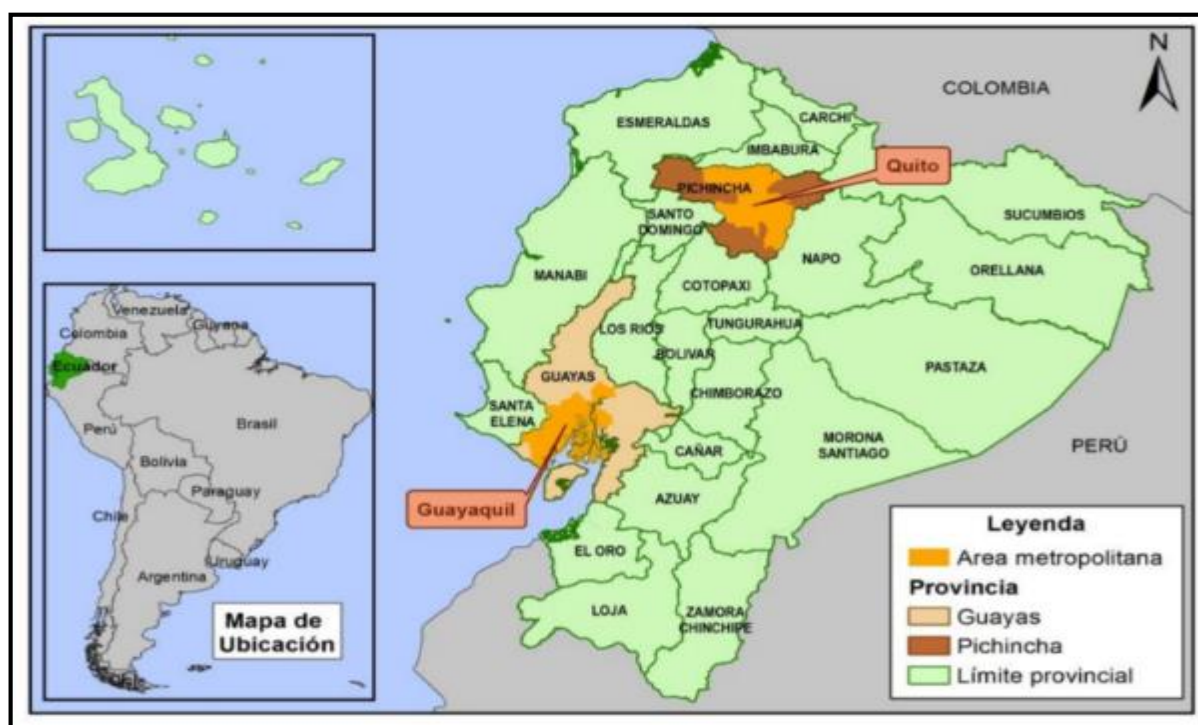 N
COLOMBIA
ESMERALDAS
CARCHI
IMBABURA
Quito
PICHINCHA
SANTO
DOMINGO
SUCUMBIOS
NAPO
ORELLANA
MANABI
COTOPAXI
LOS RIOS
TUNGURAHUA
BOLIVAR
PASTAZA
GUAYAS
CHIMBORAZO
SANTA
ELENA
MORONA
SANTIAGO
PERÚ
CAÑAR
Guayaquil
AZUAY
EL ORO
LOJA
ZAMORA
CHINCHIPE
Venezuela
Guyana
Colombia
Ecuador
Perú
Brasil
Bolivia
Paraguay
Chile
Uruguay
Argentina
Mapa de
Ubicación
Leyenda
Area metropolitana
Provincia
Guayas
Pichincha
Límite provincial